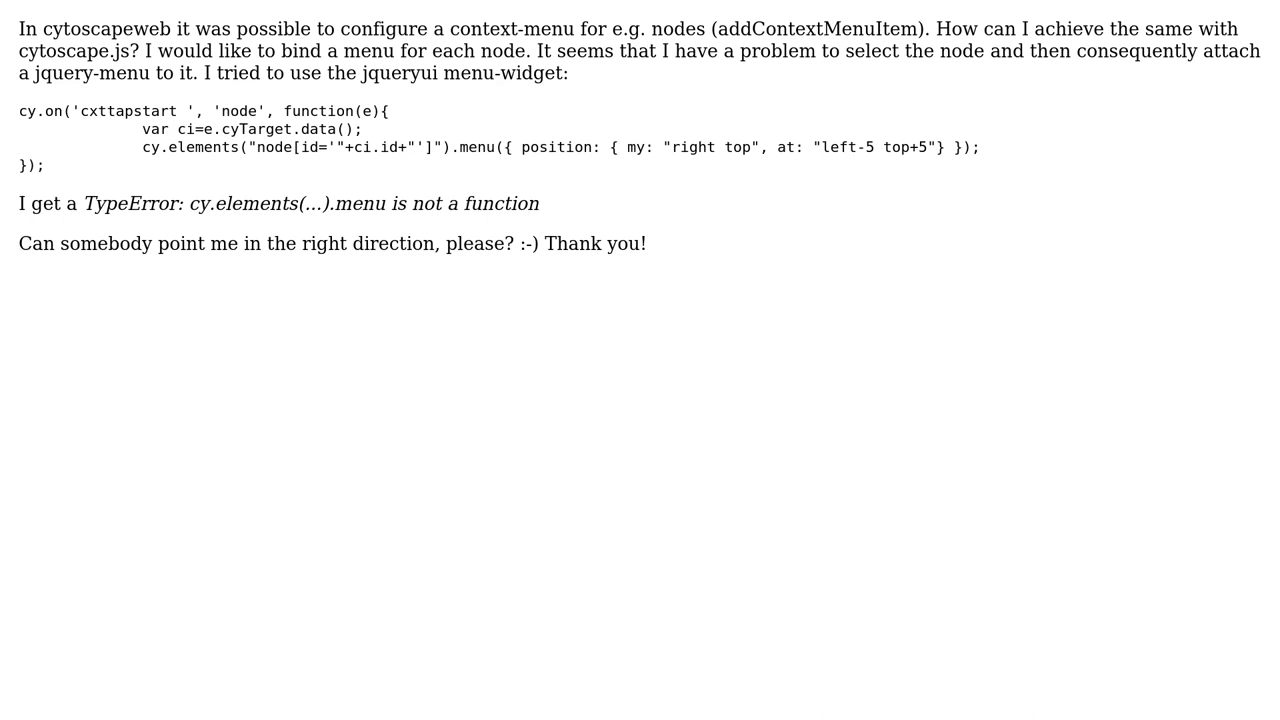 In cytoscapeweb it was possible to configure a context-menu for e.g. nodes (addContextMenuItem). How can I achieve the same with
cytoscape.js? I would like to bind a menu for each node. It seems that I have a problem to select the node and then consequently attach
a jquery-menu to it. I tried to use the jqueryui menu-widget:
cy.on('cxttapstart ', 'node', function(e){
              var ci=e.cyTarget.data();
              cy.elements("node[id='"+ci.id+"']").menu({ position: { my: "right top", at: "left-5 top+5"} });
});
I get a TypeError: cy.elements(...).menu is not a function
Can somebody point me in the right direction, please? :-) Thank you!